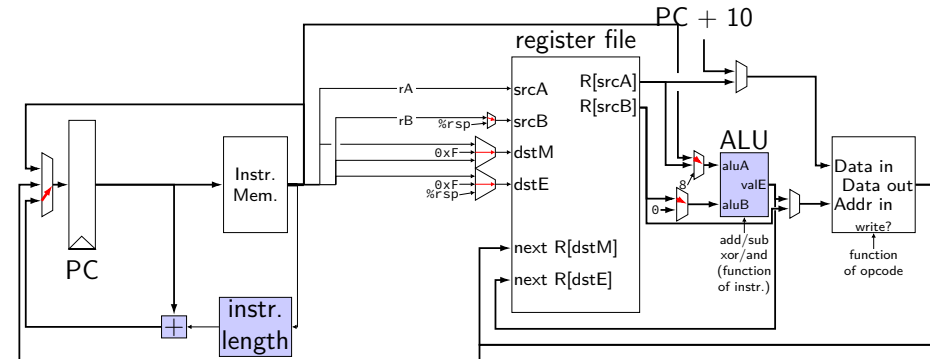 PC + 10
register file
rA
srcA
R[srcA]
R[srcB]
rB
%rsp
srcB
ALU
0xF
dstM
aluA
Data in
Instr.
Mem.
0xF
dstE
8
valE
Data out
%rsp
0
aluB
Addr in
write?
next R[dstM]
add/sub
xor/and
(function
of instr.)
function
of opcode
PC
next R[dstE]
+
instr.
length